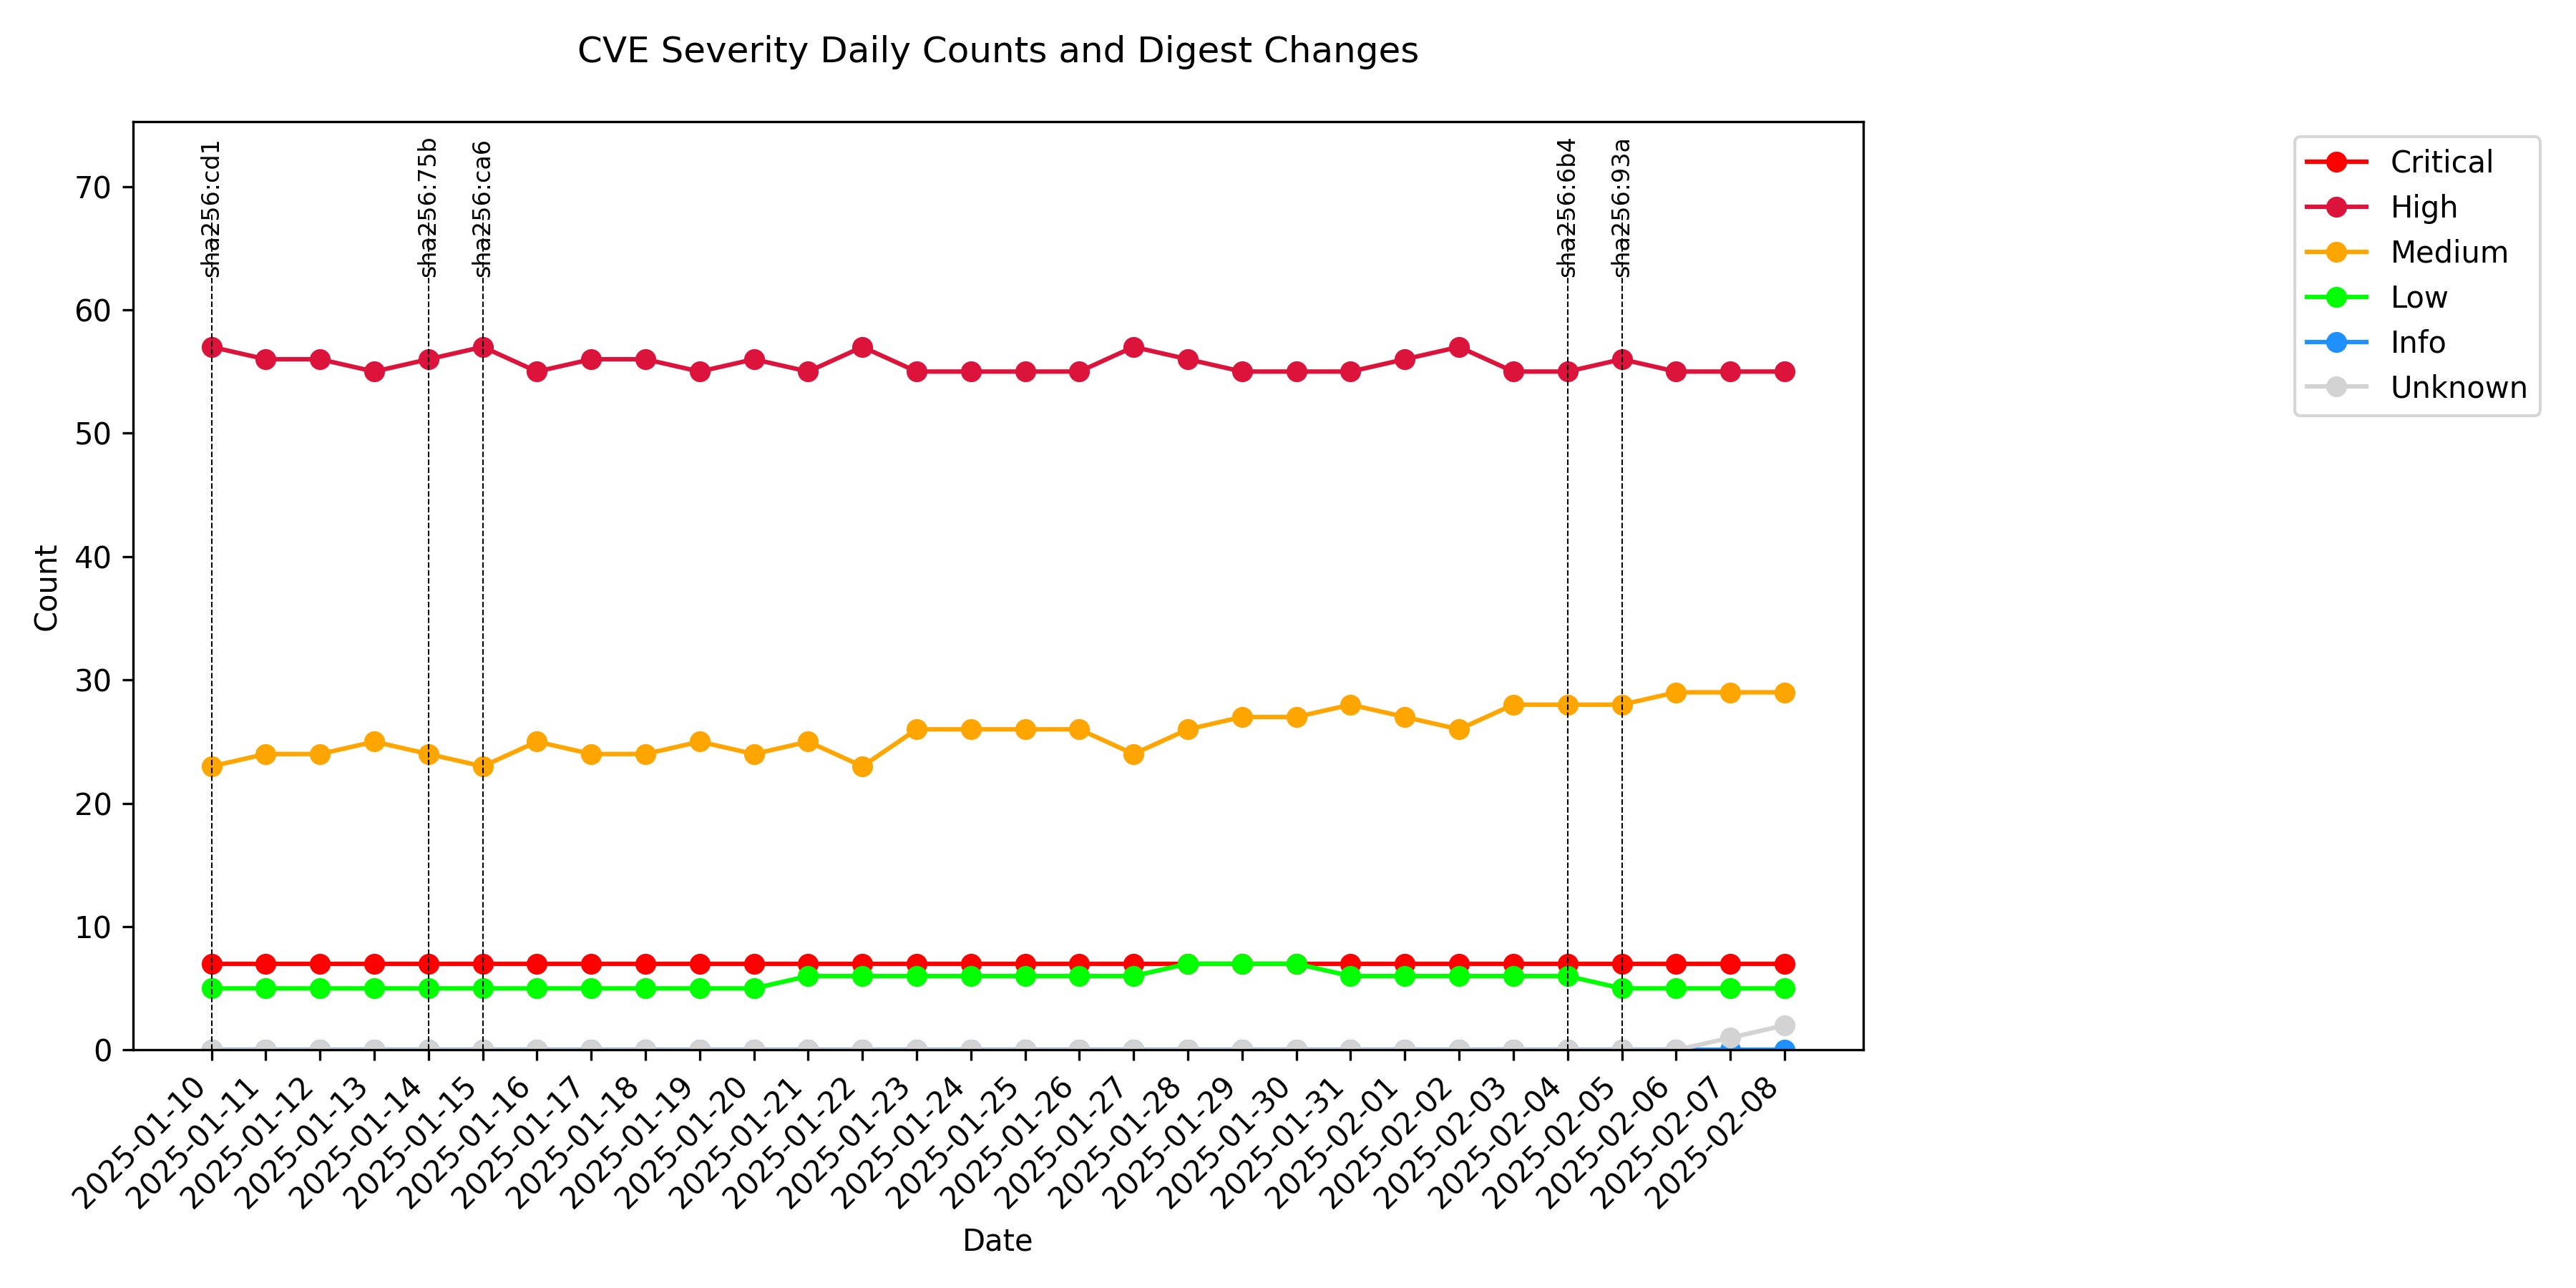 CVE Severity Daily Counts and Digest Changes
sha256:cd1
sha256:75b
sha256:ca6
sha256:6b4
sha256:93a
Critical
High
Medium
Low
Info
Unknown
Count
70
60
50
40
30
20
10
0
2025-01-10
2025-01-11
2025-01-12
2025-01-13
2025-01-14
2025-01-15
2025-01-16
2025-01-17
2025-01-18
2025-01-19
2025-01-20
2025-01-21
2025-01-22
2025-01-23
2025-01-24
2025-01-25
2025-01-26
2025-01-27
2025-01-28
2025-01-29
2025-01-30
2025-01-31
2025-02-01
2025-02-02
2025-02-03
2025-02-04
2025-02-05
2025-02-06
2025-02-07
2025-02-08
Date